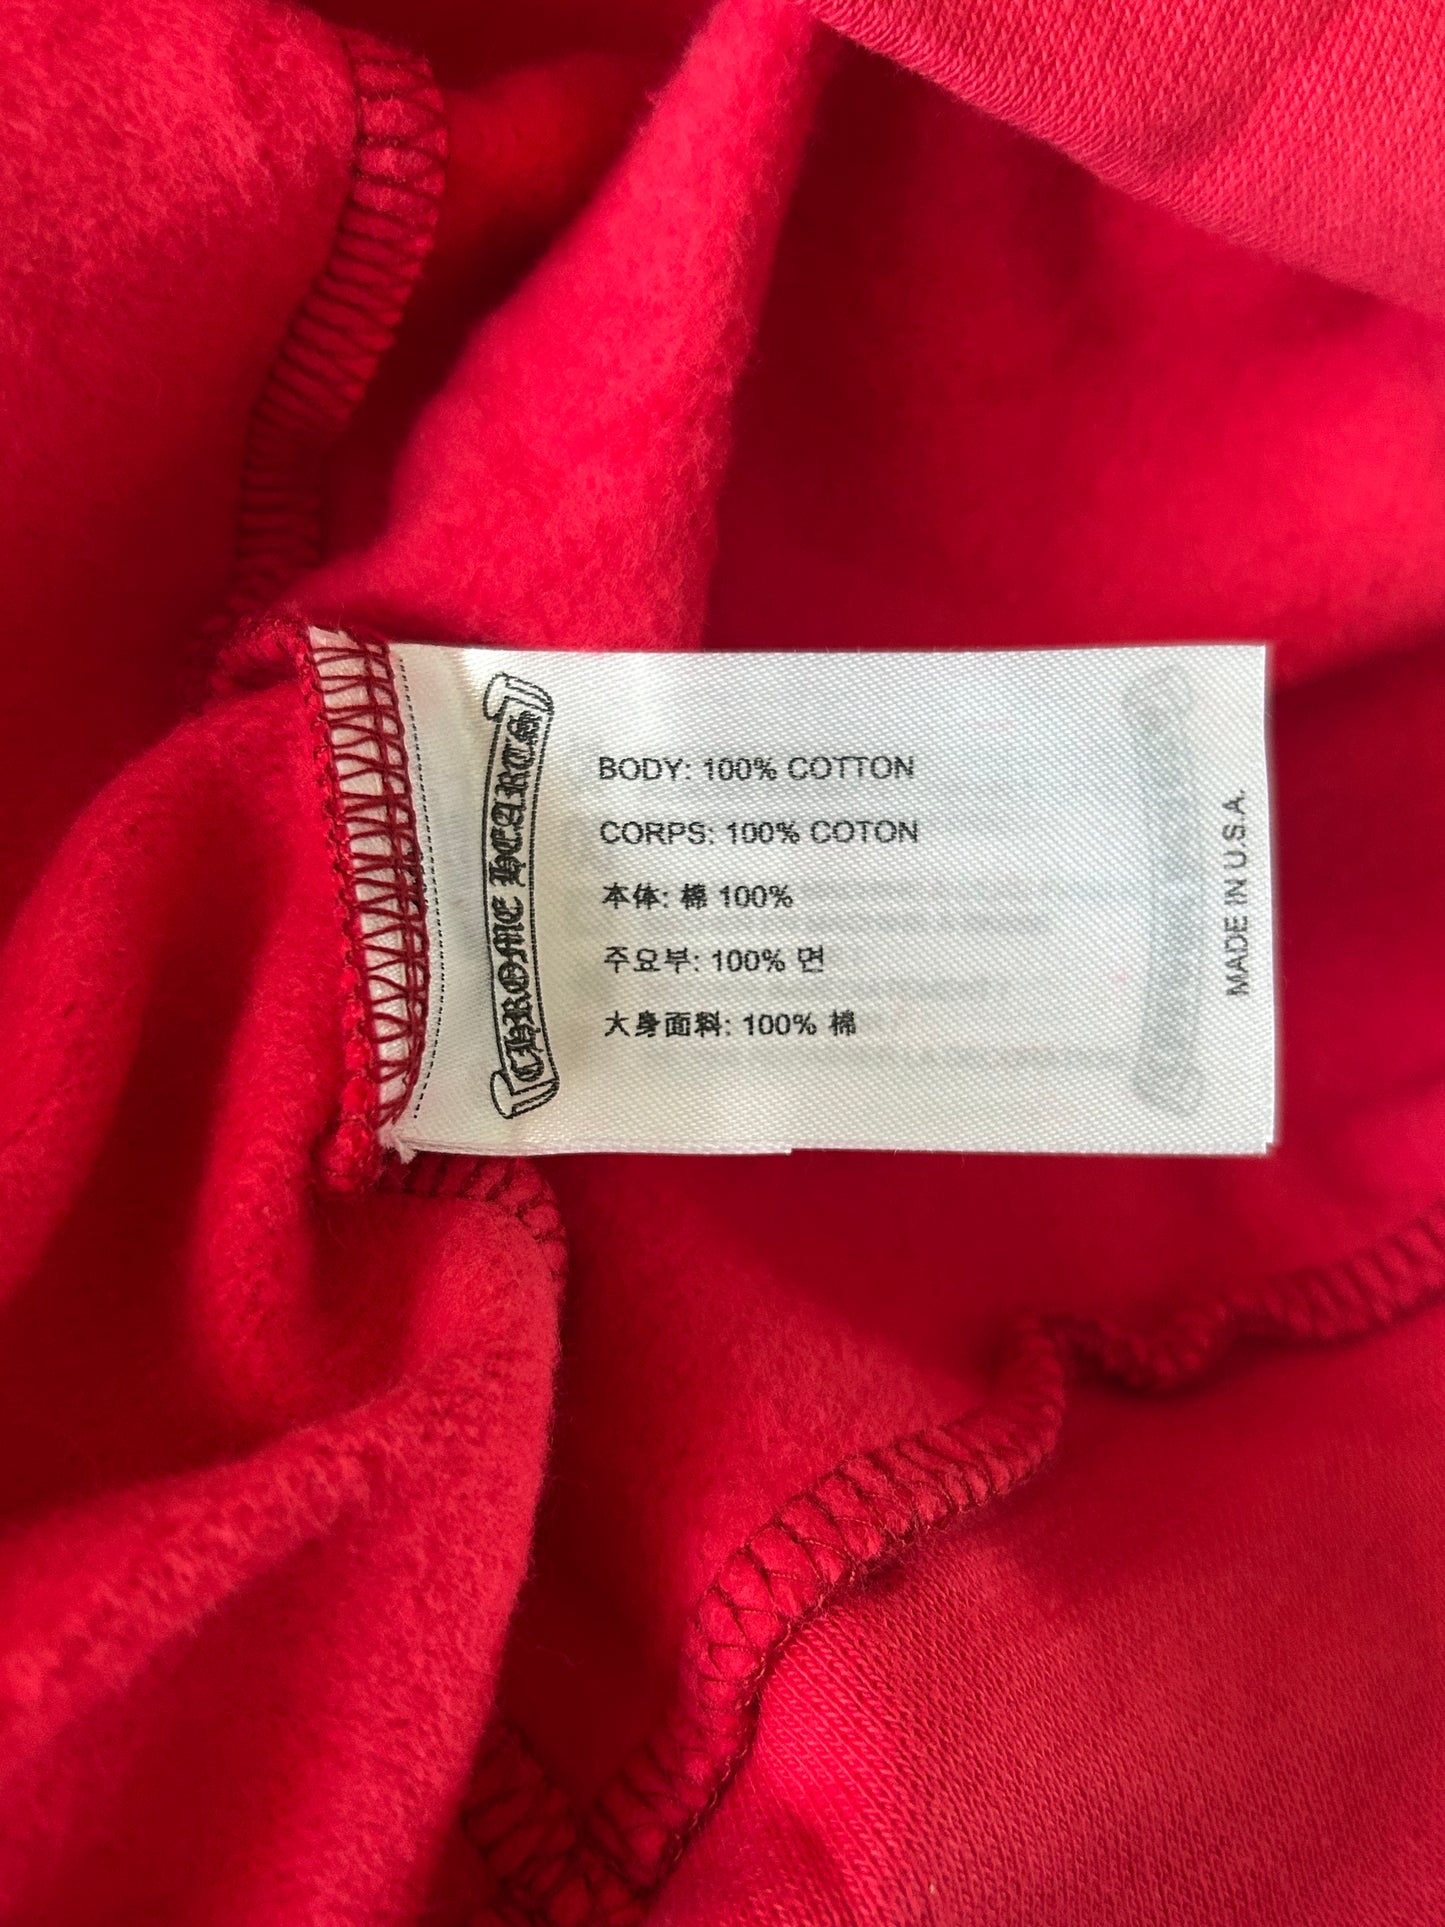 CHROME HEARTS
BODY: 100% COTTON
CORPS: 100% COTON
本体: 棉 100%
주요부: 100% 면
大身面料: 100% 棉
MADE IN U.S.A.